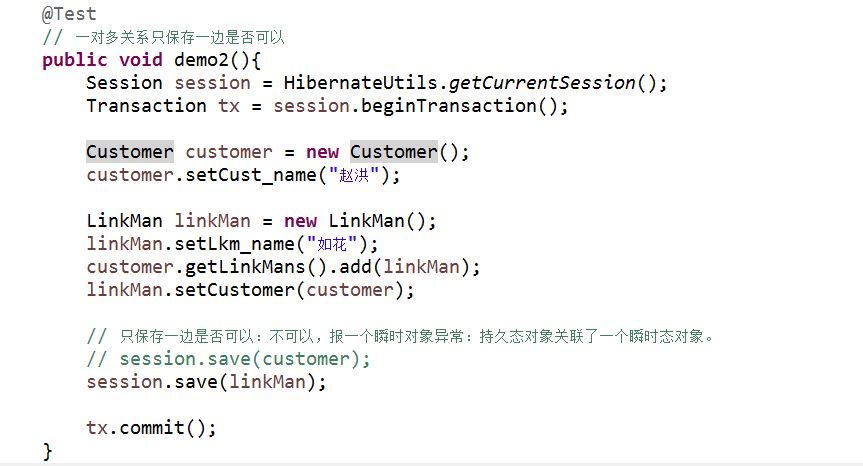 @Test
// 一对多关系只保存一边是否可以
public void demo2(){
Session session = HibernateUtils.getCurrentSession();
Transaction tx = session.beginTransaction();
Customer customer = new Customer();
customer.setCust_name("赵洪");
LinkMan linkMan = new LinkMan();
linkMan.setLkm_name("如花");
customer.getLinkMans().add(linkMan);
linkMan.setCustomer(customer);
// 只保存一边是否可以：不可以，报一个瞬时对象异常：持久态对象关联了一个瞬时态对象。
// session.save(customer);
session.save(linkMan);
tx.commit();
}